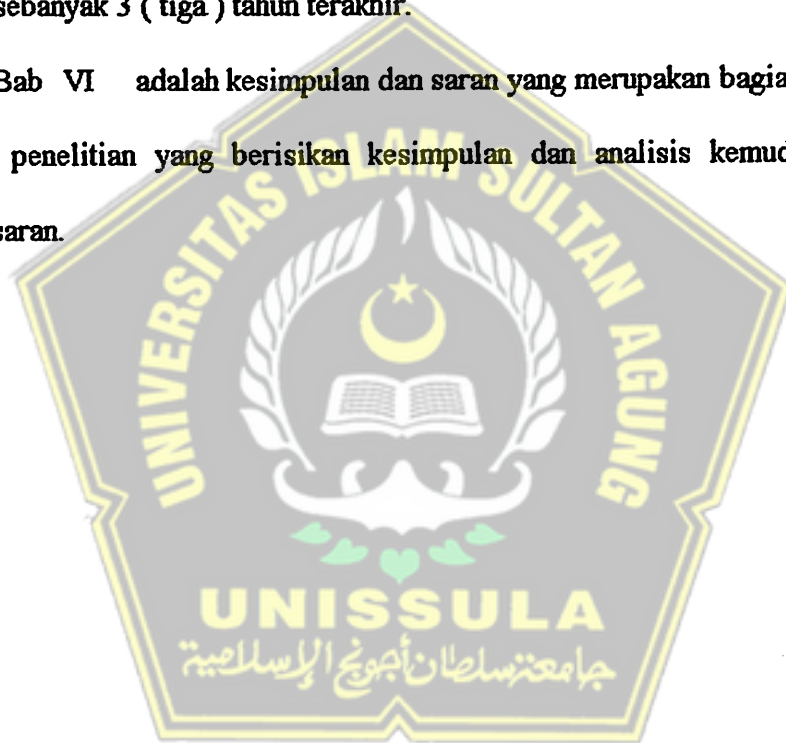 sebanyak 3 ( tiga ) tahun terakhir.
Bab VI adalah kesimpulan dan saran yang merupakan bagia
penelitian yang berisikan kesimpulan dan analisis kemud
saran.
UNIVERSITAS ISLAM SULTAN AGUNG
UNISSULA
جامعة سلطان أجونج الإسلامية